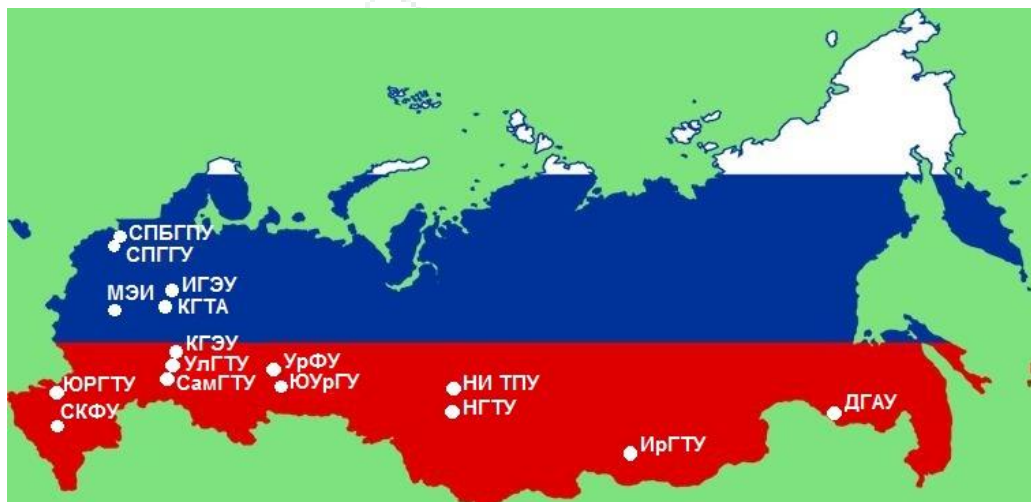 СПБГПУ
СПГГУ
ИГЭУ
МЭИ
КГТА
КГЭУ
УлГТУ
СамГТУ
УрФУ
ЮУрГУ
ЮРГТУ
СКФУ
НИ ТПУ
НГТУ
ДГАУ
ИрГТУ